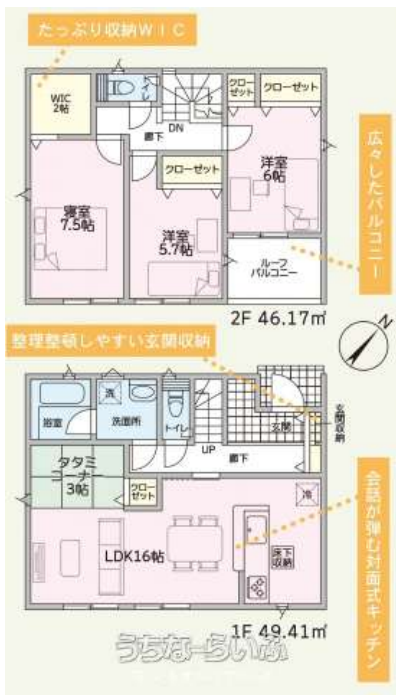 たっぷり収納WIC
WIC
2帖
トイレ
クロー
ゼット
クローゼット
DN
廊下
クローゼット
洋室
6帖
寝室
7.5帖
洋室
5.7帖
ルーフ
バルコニー
広々したバルコニー
2F 46.17㎡
N
整理整頓しやすい玄関収納
浴室
洗
洗面所
トイレ
UP
玄関
玄関収納
廊下
タタミ
コーナー
3帖
クロー
ゼット
冷
LDK16帖
床下
収納
会話が弾む対面式キッチン
1F 49.41㎡
うちなーらいふ